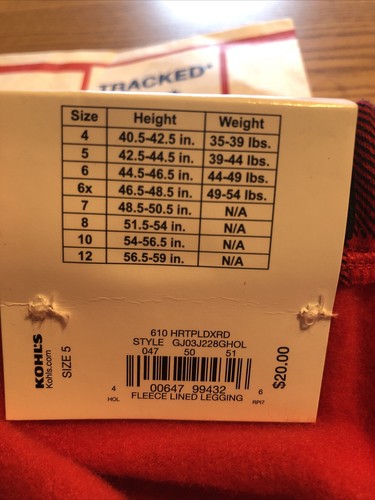 TRACKED
Size Height Weight
4 40.5-42.5 in. 35-39 lbs.
5 42.5-44.5 in. 39-44 lbs.
6 44.5-46.5 in. 44-49 lbs.
6x 46.5-48.5 in. 49-54 lbs.
7 48.5-50.5 in. N/A
8 51.5-54 in. N/A
10 54-56.5 in. N/A
12 56.5-59 in. N/A
KOHL'S
Kohls.com
SIZE 5
610 HRTPLDXRD
STYLE GJ03J228GHOL
047 50 51
4 00647 99432 6
HOL RPI7
FLEECE LINED LEGGING
$20.00